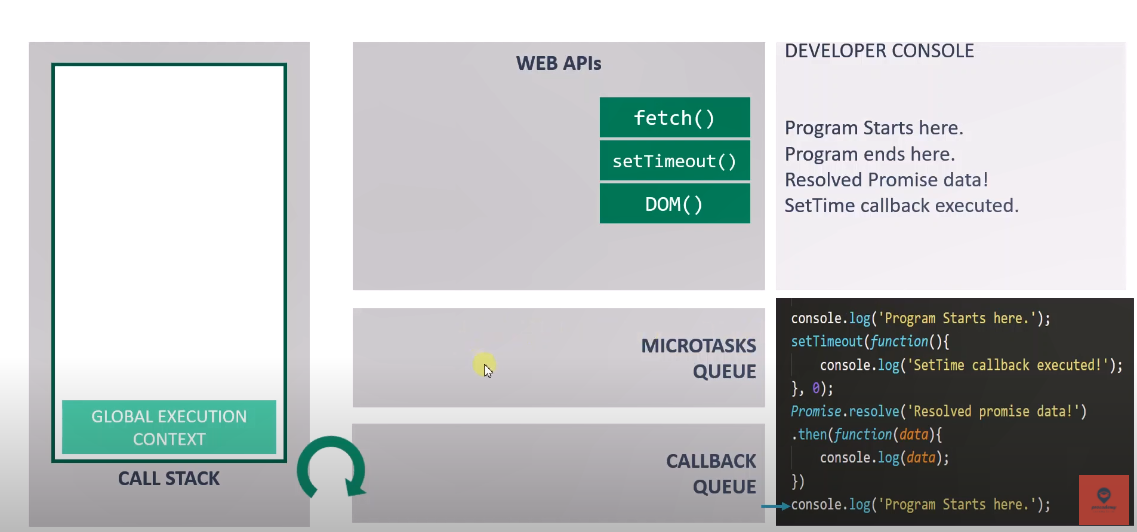 WEB APIs
fetch()
setTimeout()
DOM()
DEVELOPER CONSOLE
Program Starts here.
Program ends here.
Resolved Promise data!
SetTime callback executed.
GLOBAL EXECUTION
CONTEXT
CALL STACK
MICROTASKS
QUEUE
CALLBACK
QUEUE
console.log('Program Starts here.');
setTimeout(function(){
console.log('SetTime callback executed!');
}, 0);
Promise.resolve('Resolved promise data!')
.then(function(data){
console.log(data);
})
console.log('Program Starts here.');